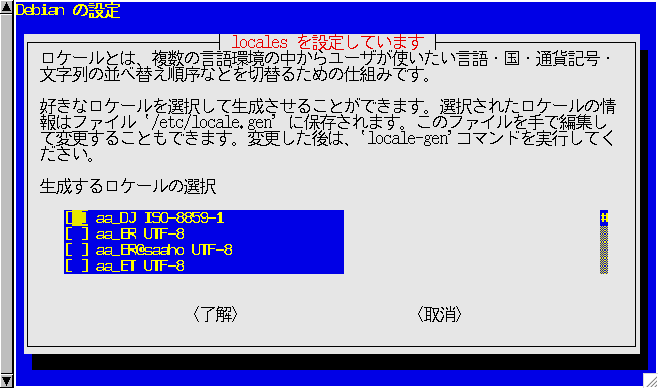 Debian の設定
locales を設定しています
ロケールとは、複数の言語環境の中からユーザが使いたい言語・国・通貨記号・
文字列の並べ替え順序などを切替るための仕組みです。
好きなロケールを選択して生成させることができます。選択されたロケールの情
報はファイル '/etc/locale.gen' に保存されます。このファイルを手で編集し
て変更することもできます。変更した後は、'locale-gen'コマンドを実行してく
ださい。
生成するロケールの選択
[ ] aa_DJ ISO-8859-1
[ ] aa_ER UTF-8
[ ] aa_ER@saaho UTF-8
[ ] aa_ET UTF-8
〈了解〉 〈取消〉